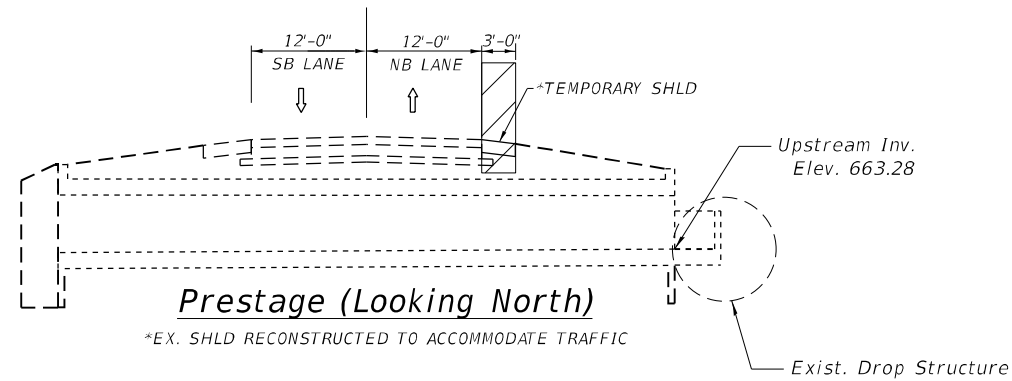 12'-0" 12'-0" 3'-0"
SB LANE NB LANE
*TEMPORARY SHLD
Upstream Inv.
Elev. 663.28
Prestage (Looking North)
*EX. SHLD RECONSTRUCTED TO ACCOMMODATE TRAFFIC
Exist. Drop Structure